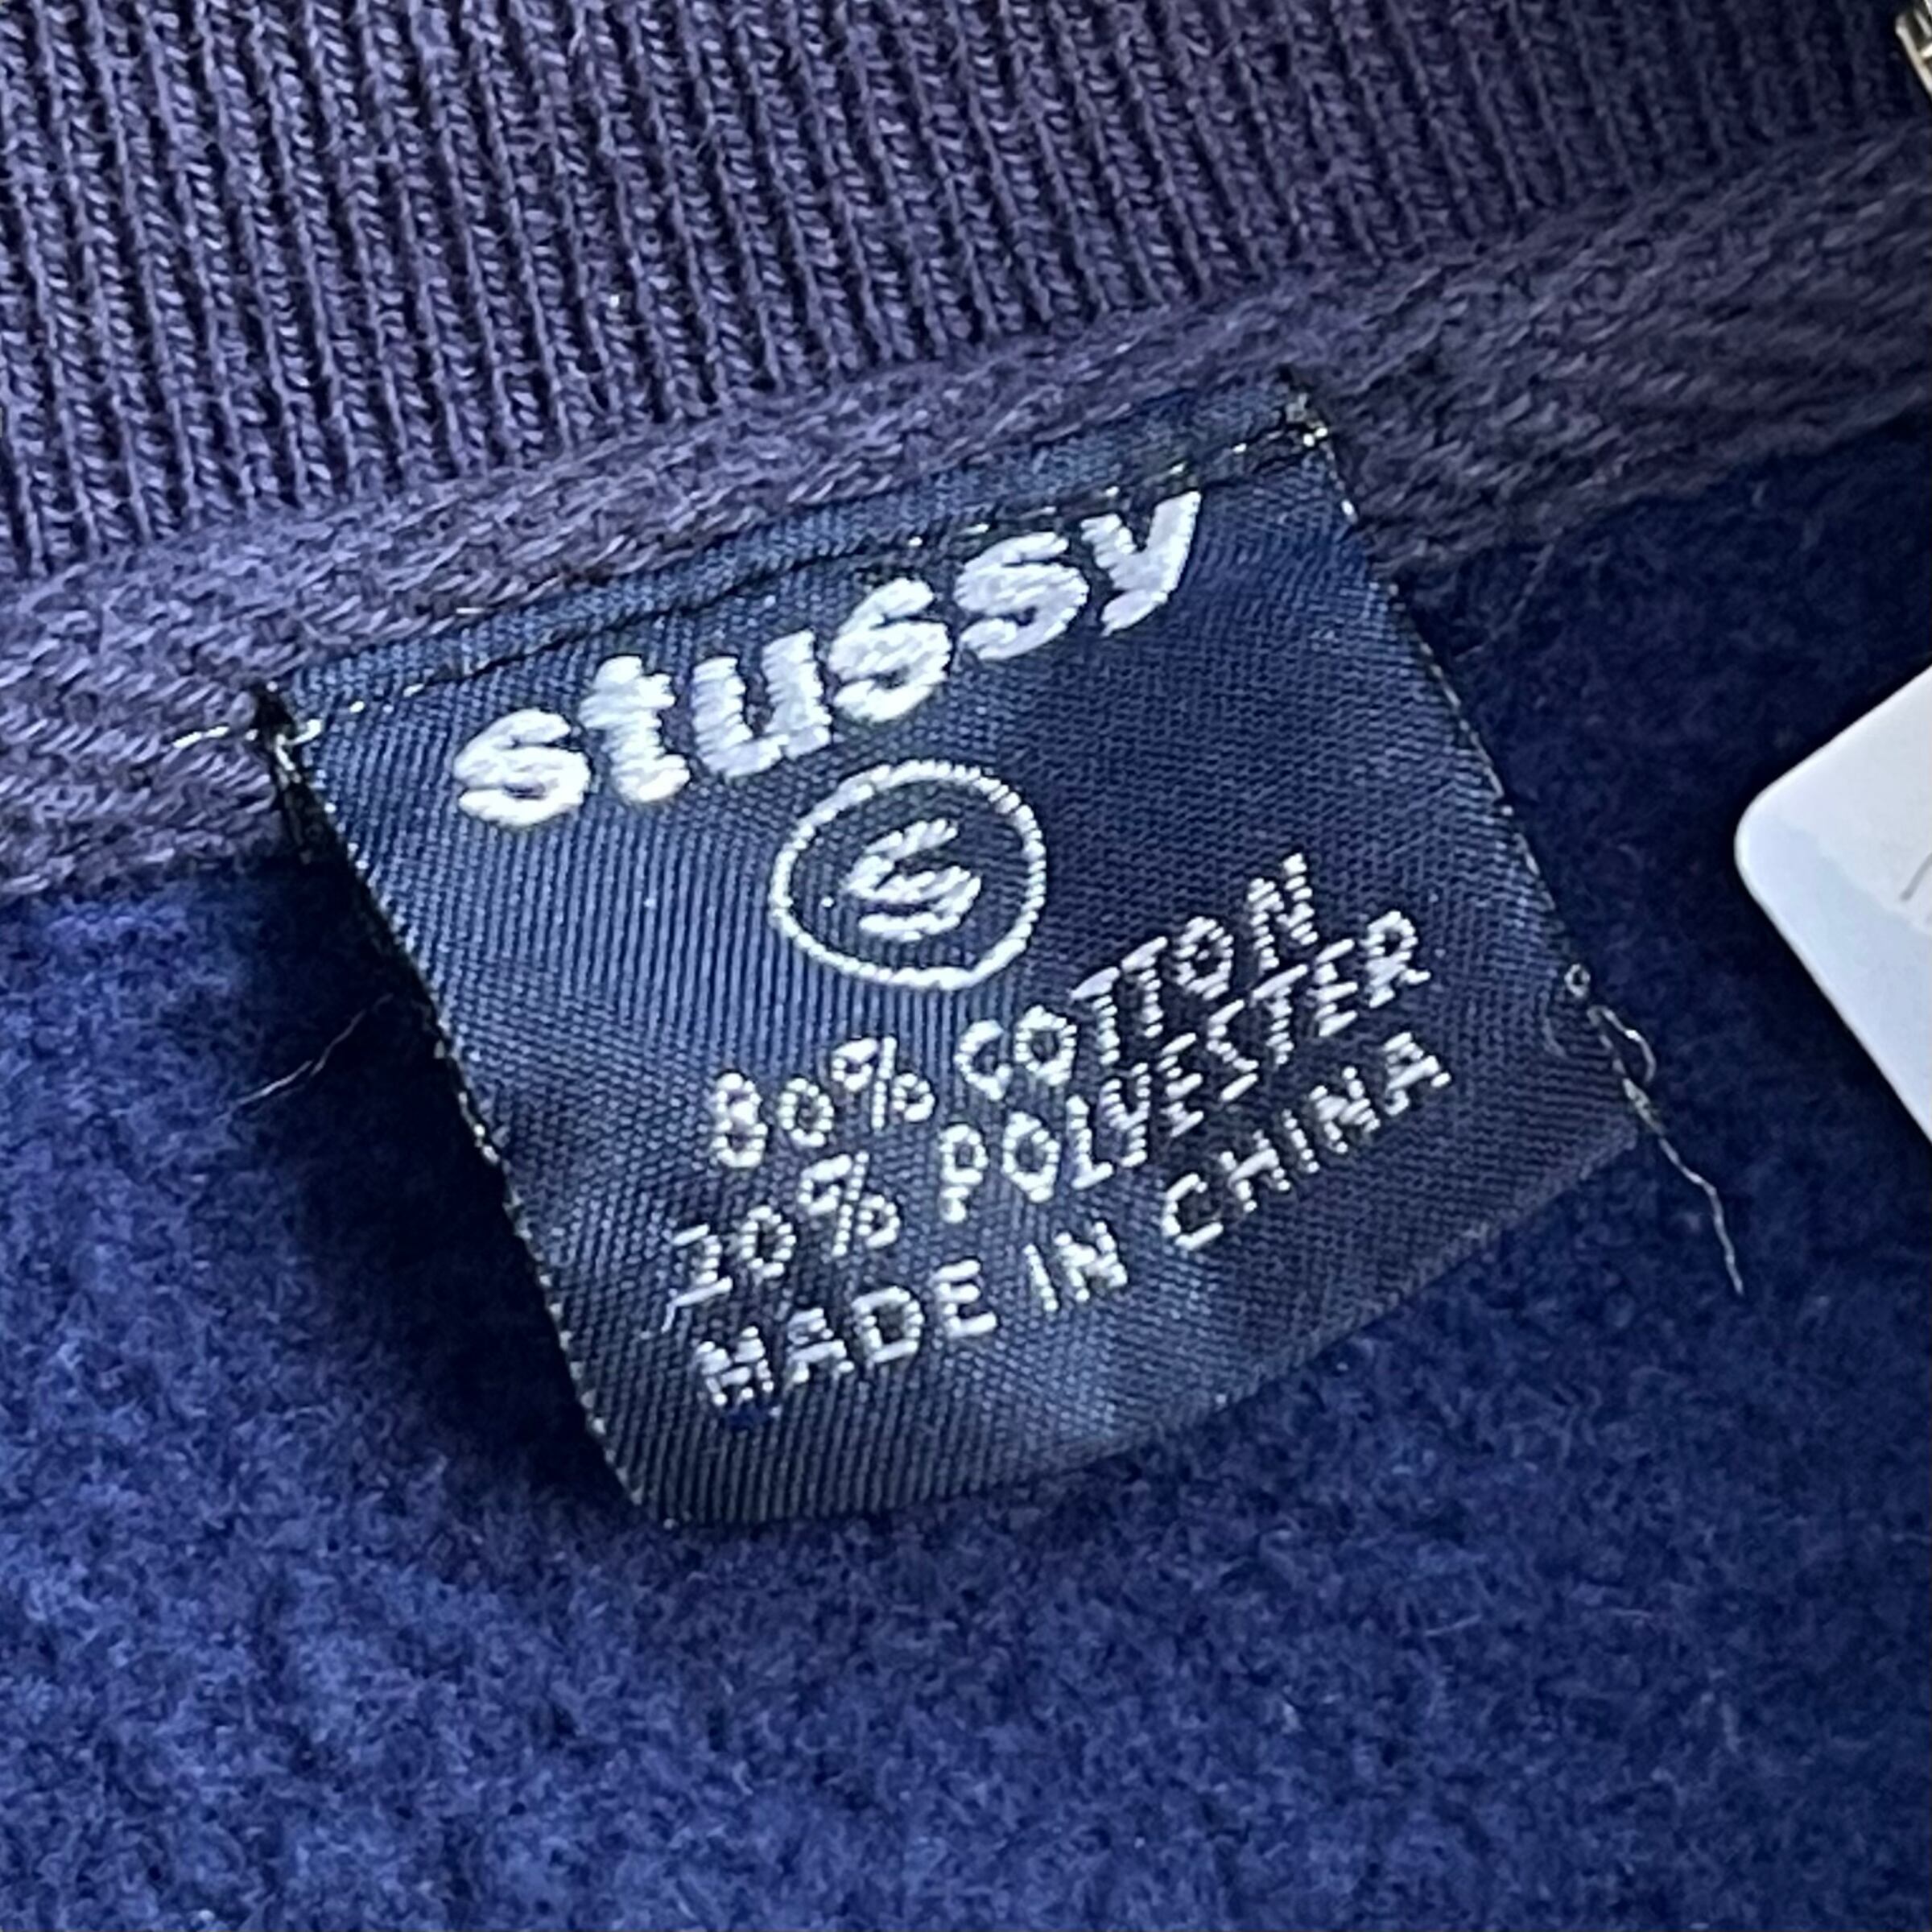 stussy
S
80% COTTON
20% POLYESTER
MADE IN CHINA